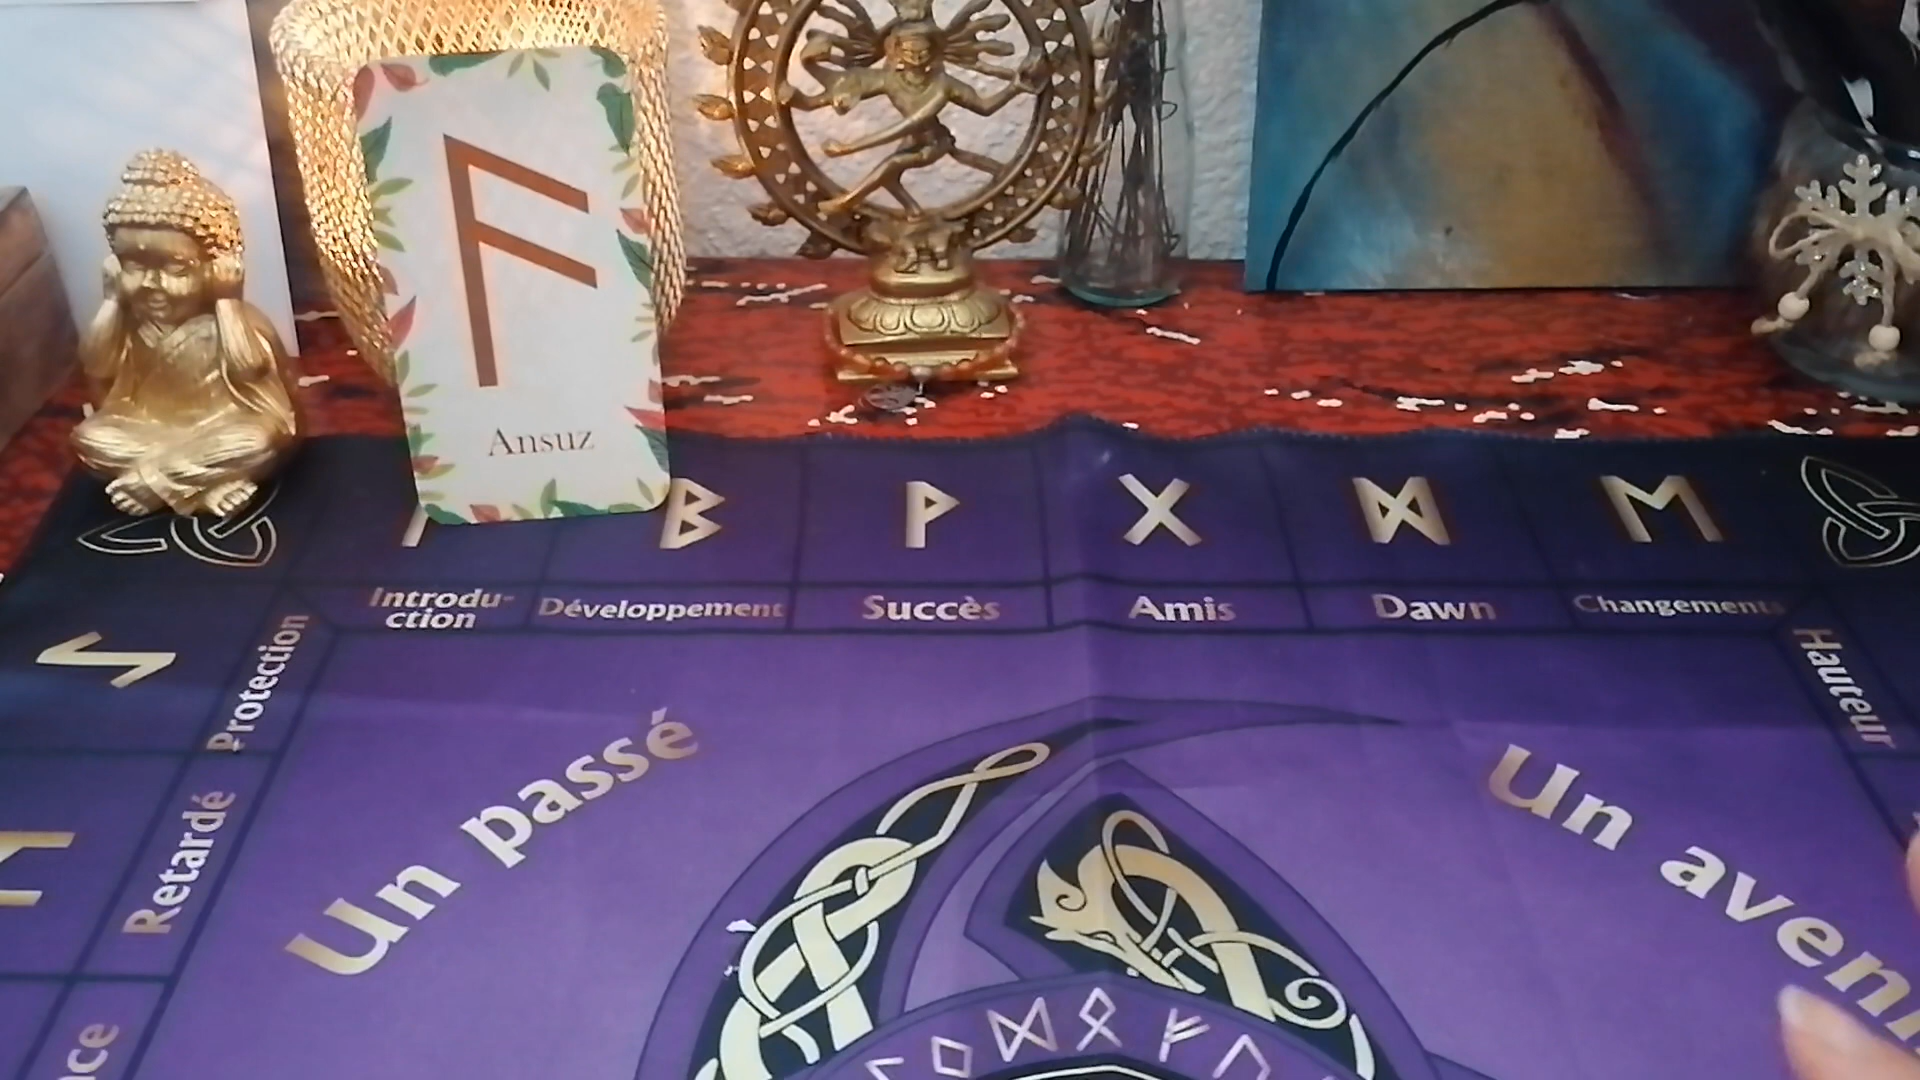 Ansuz
Introdu-
ction
Développement
Succès
Amis
Dawn
Changements
Protection
Retardé
Hauteur
Un passé
Un aveni